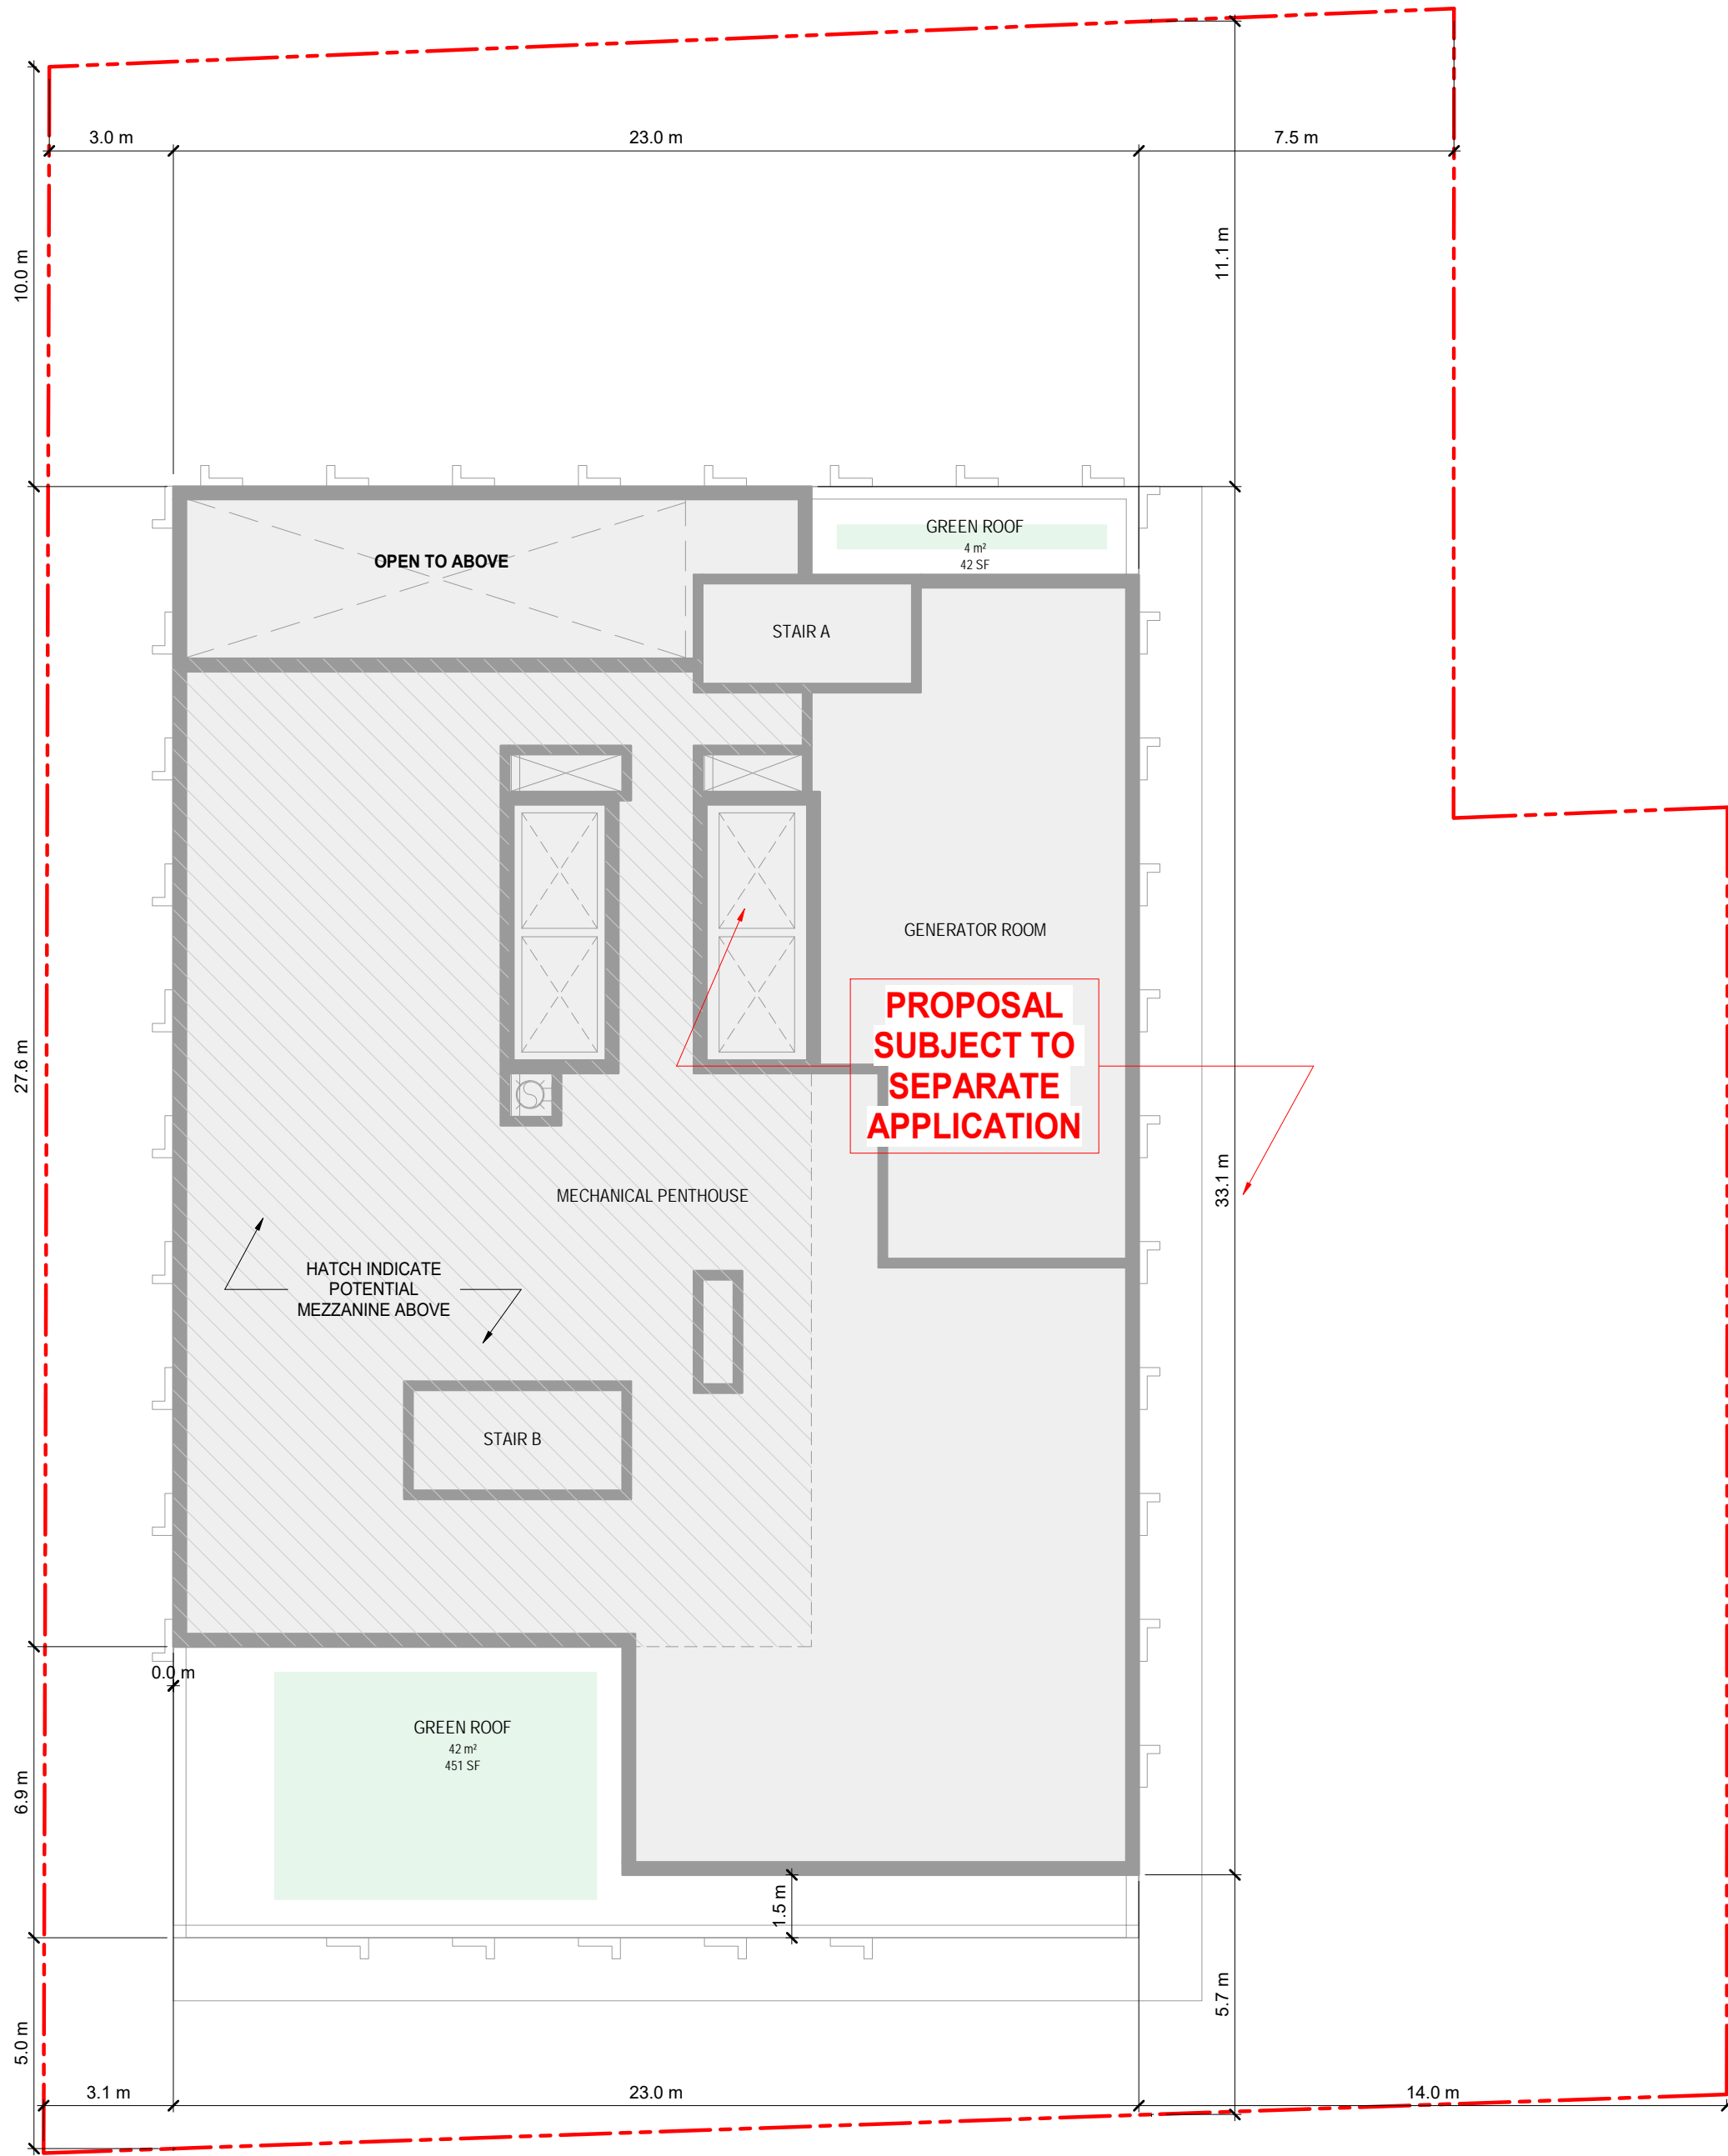 3.0 m
23.0 m
7.5 m
10.0 m
11.1 m
GREEN ROOF
4 m²
42 SF
OPEN TO ABOVE
STAIR A
GENERATOR ROOM
PROPOSAL
SUBJECT TO
SEPARATE
APPLICATION
27.6 m
33.1 m
MECHANICAL PENTHOUSE
HATCH INDICATE
POTENTIAL
MEZZANINE ABOVE
STAIR B
0.0 m
GREEN ROOF
42 m²
451 SF
6.9 m
1.5 m
5.7 m
5.0 m
3.1 m
23.0 m
14.0 m